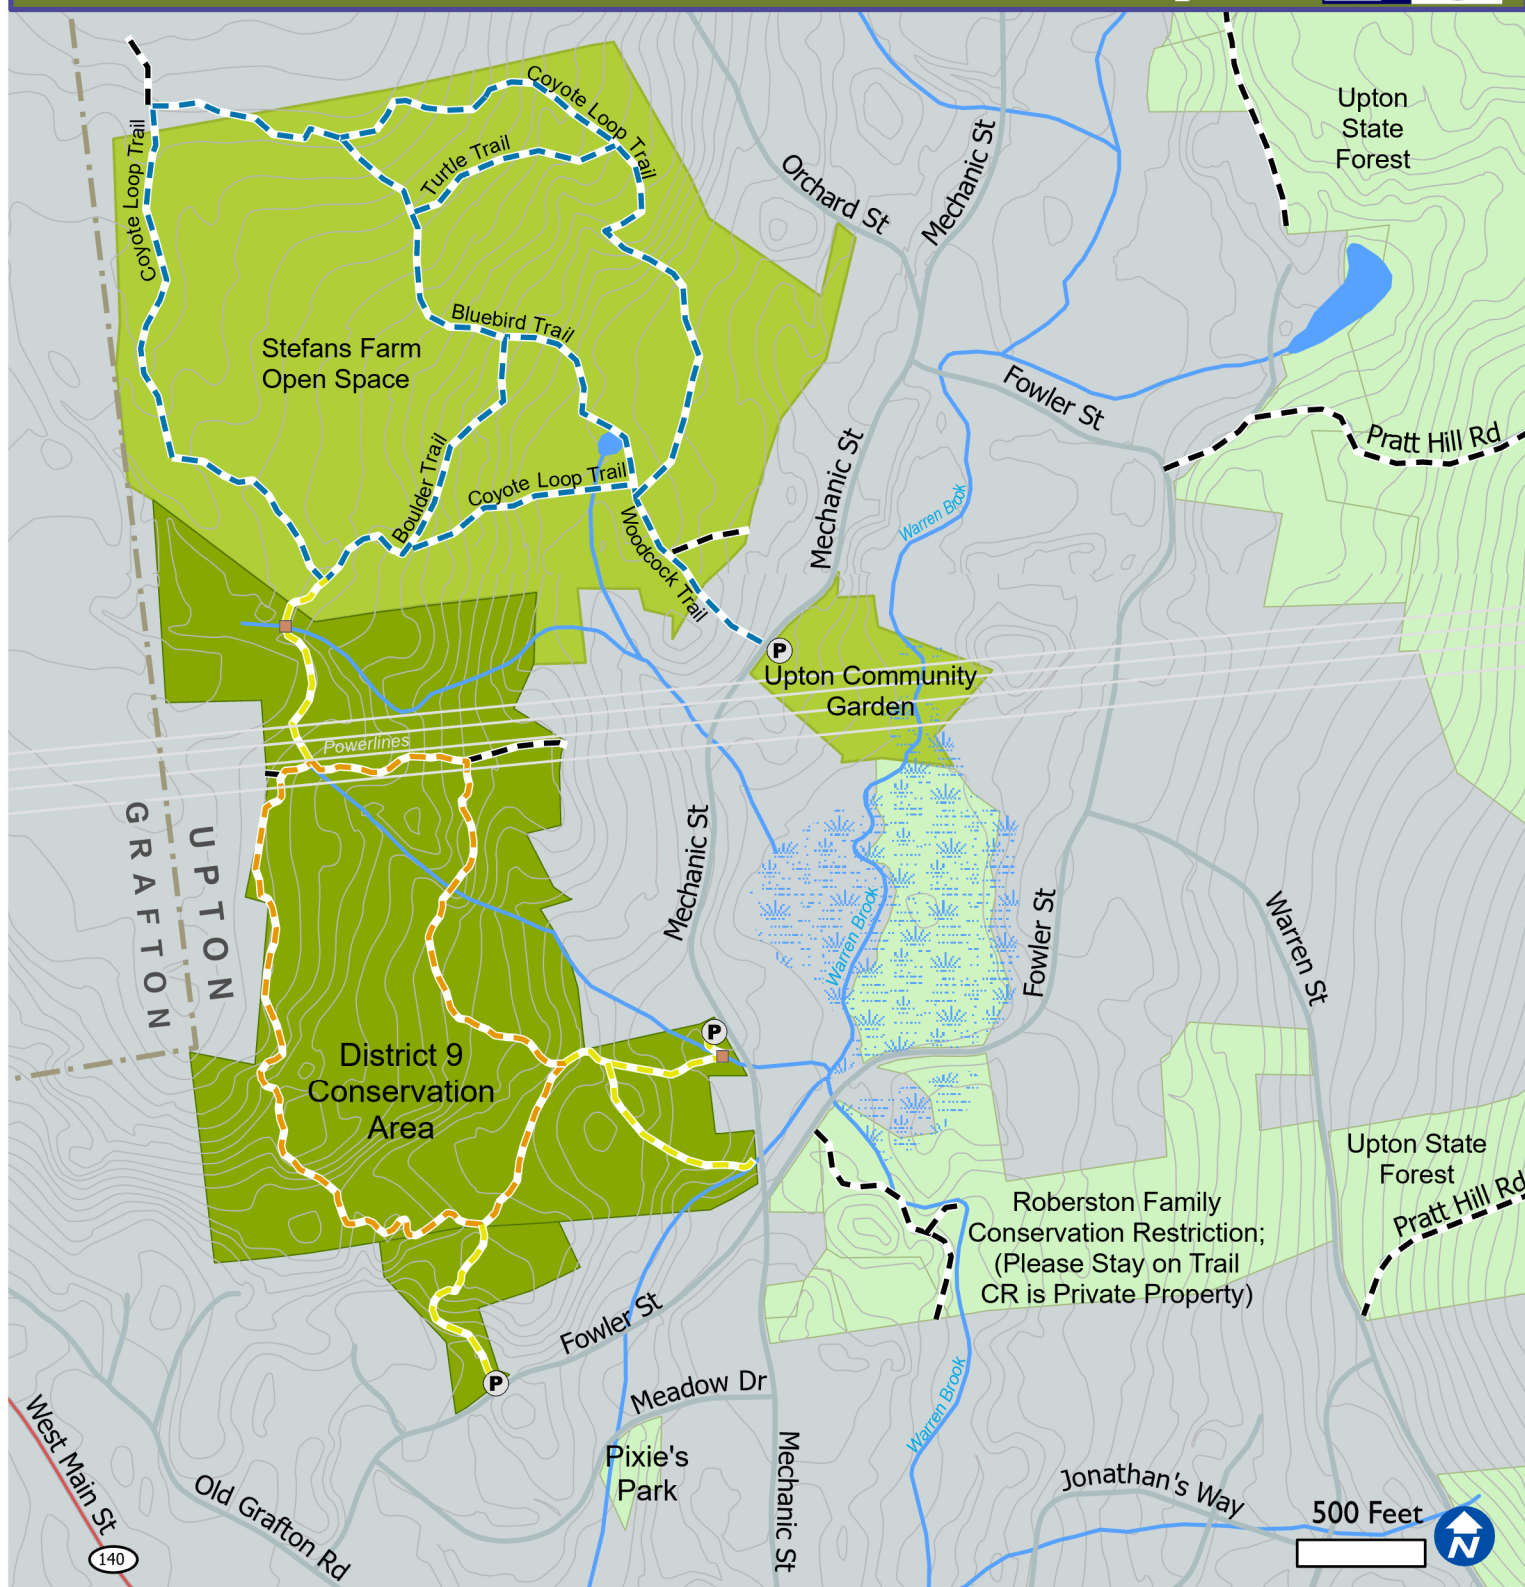 Upton
State
Forest
Coyote Loop Trail
Turtle Trail
Coyote Loop Trail
Orchard St
Mechanic St
Bluebird Trail
Stefans Farm
Open Space
Fowler St
Pratt Hill Rd
Boulder Trail
Coyote Loop Trail
Mechanic St
Warren Brook
Woodcock Trail
P
Upton Community
Garden
Powerlines
GRAFTON
UPTON
Mechanic St
Warren Brook
Fowler St
Warren St
P
District 9
Conservation
Area
Upton State
Forest
Pratt Hill Rd
Roberston Family
Conservation Restriction;
(Please Stay on Trail
CR is Private Property)
Fowler St
P
Meadow Dr
Warren Brook
West Main St
Pixie's
Park
Mechanic St
Old Grafton Rd
Jonathan's Way
500 Feet
N
140